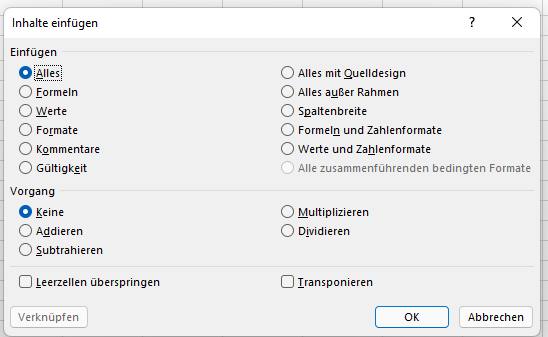 Inhalte einfügen ?
Einfügen
Alles
Alles mit Quelldesign
Formeln
Alles außer Rahmen
Werte
Spaltenbreite
Formate
Formeln und Zahlenformate
Kommentare
Werte und Zahlenformate
Gültigkeit
Alle zusammenführenden bedingten Formate
Vorgang
Keine
Multiplizieren
Addieren
Dividieren
Subtrahieren
Leerzellen überspringen
Transponieren
Verknüpfen
OK
Abbrechen